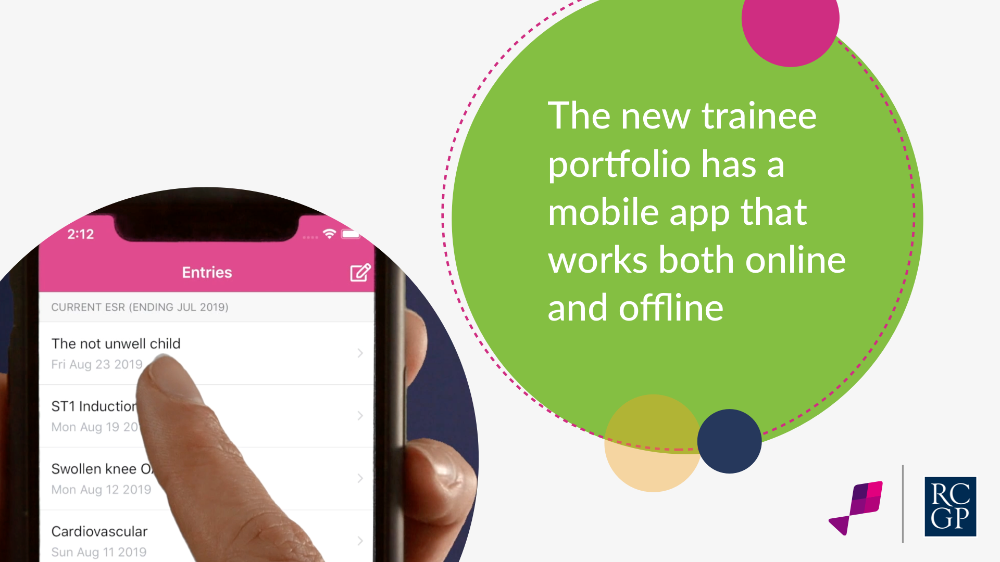 The new trainee
portfolio has a
mobile app that
works both online
and offline
2:12
Entries
CURRENT ESR (ENDING JUL 2019)
The not unwell child
Fri Aug 23 2019
ST1 Induction
Mon Aug 19 20
Swollen knee
Mon Aug 12 2019
Cardiovascular
Sun Aug 11 2019
RC
GP